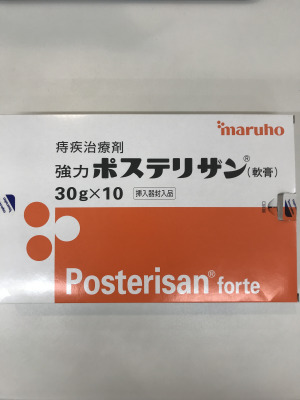 maruho
痔疾治療剤
強力ポステリザン®(軟膏)
30g×10 挿入器封入品
Posterisan® forte